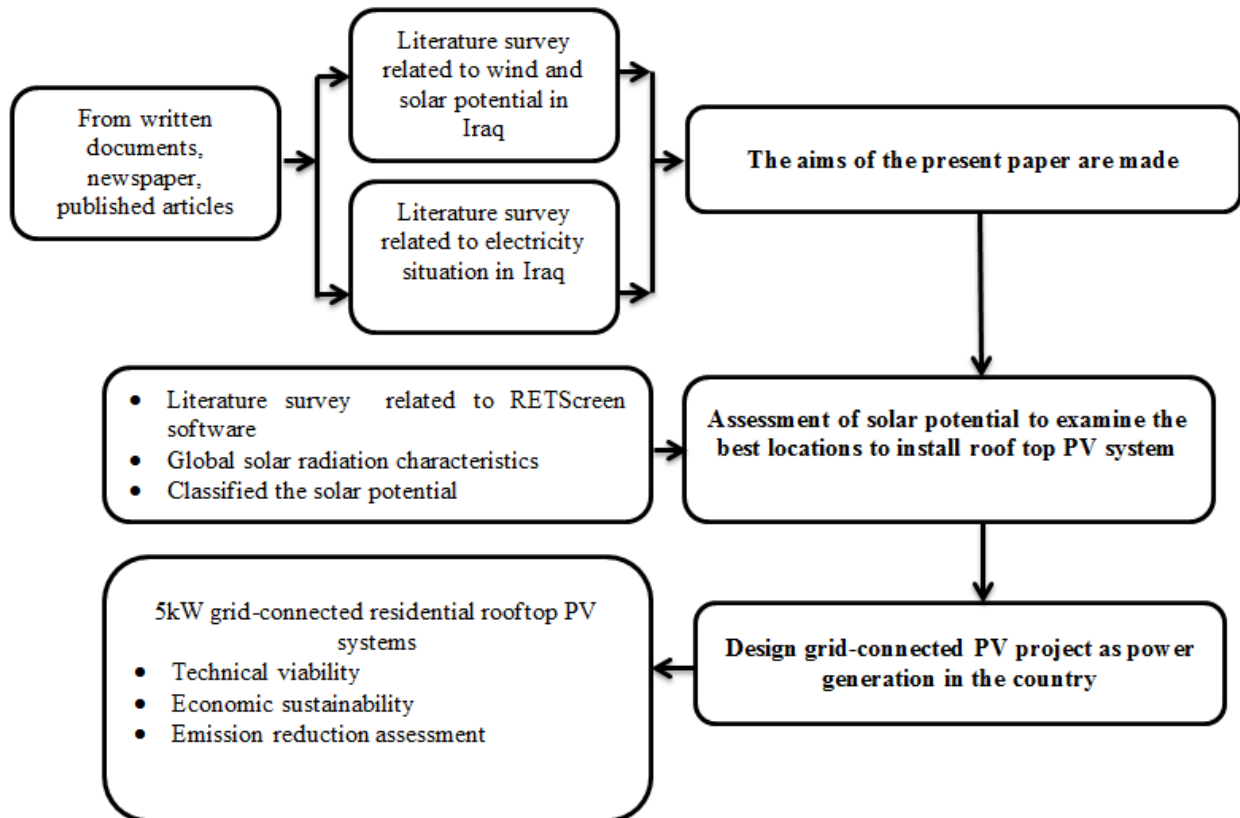 From written
documents,
newspaper,
published articles
Literature survey
related to wind and
solar potential in
Iraq
Literature survey
related to electricity
situation in Iraq
The aims of the present paper are made
• Literature survey related to RETScreen
software
• Global solar radiation characteristics
• Classified the solar potential
Assessment of solar potential to examine the
best locations to install roof top PV system
5kW grid-connected residential rooftop PV
systems
• Technical viability
• Economic sustainability
• Emission reduction assessment
Design grid-connected PV project as power
generation in the country